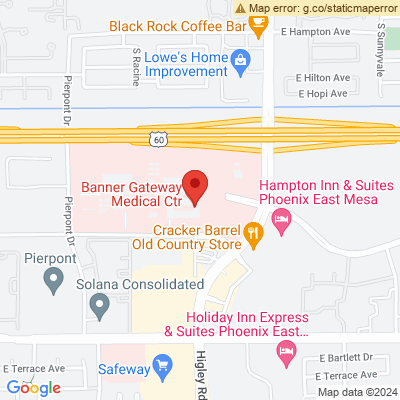 Error: g.co/staticmaperror
Black Rock Coffee Bar
E Hampton Ave
S Sunnyvale
S Racine
Lowe's Home
Improvement
Pierpont Dr.
E Hilton Ave
E Hopi Ave
60
Banner Gateway
Medical Ctr
Hampton Inn & Suites
Phoenix East Mesa
Pierpont Dr
Cracker Barrel
Old Country Store
Pierpont
Solana Consolidated
Holiday Inn Express
& Suites Phoenix East...
Higley Rd
E Terrace Ave
Safeway
E Bartlett Dr
E Terrace Ave
Google
Map data ©2024